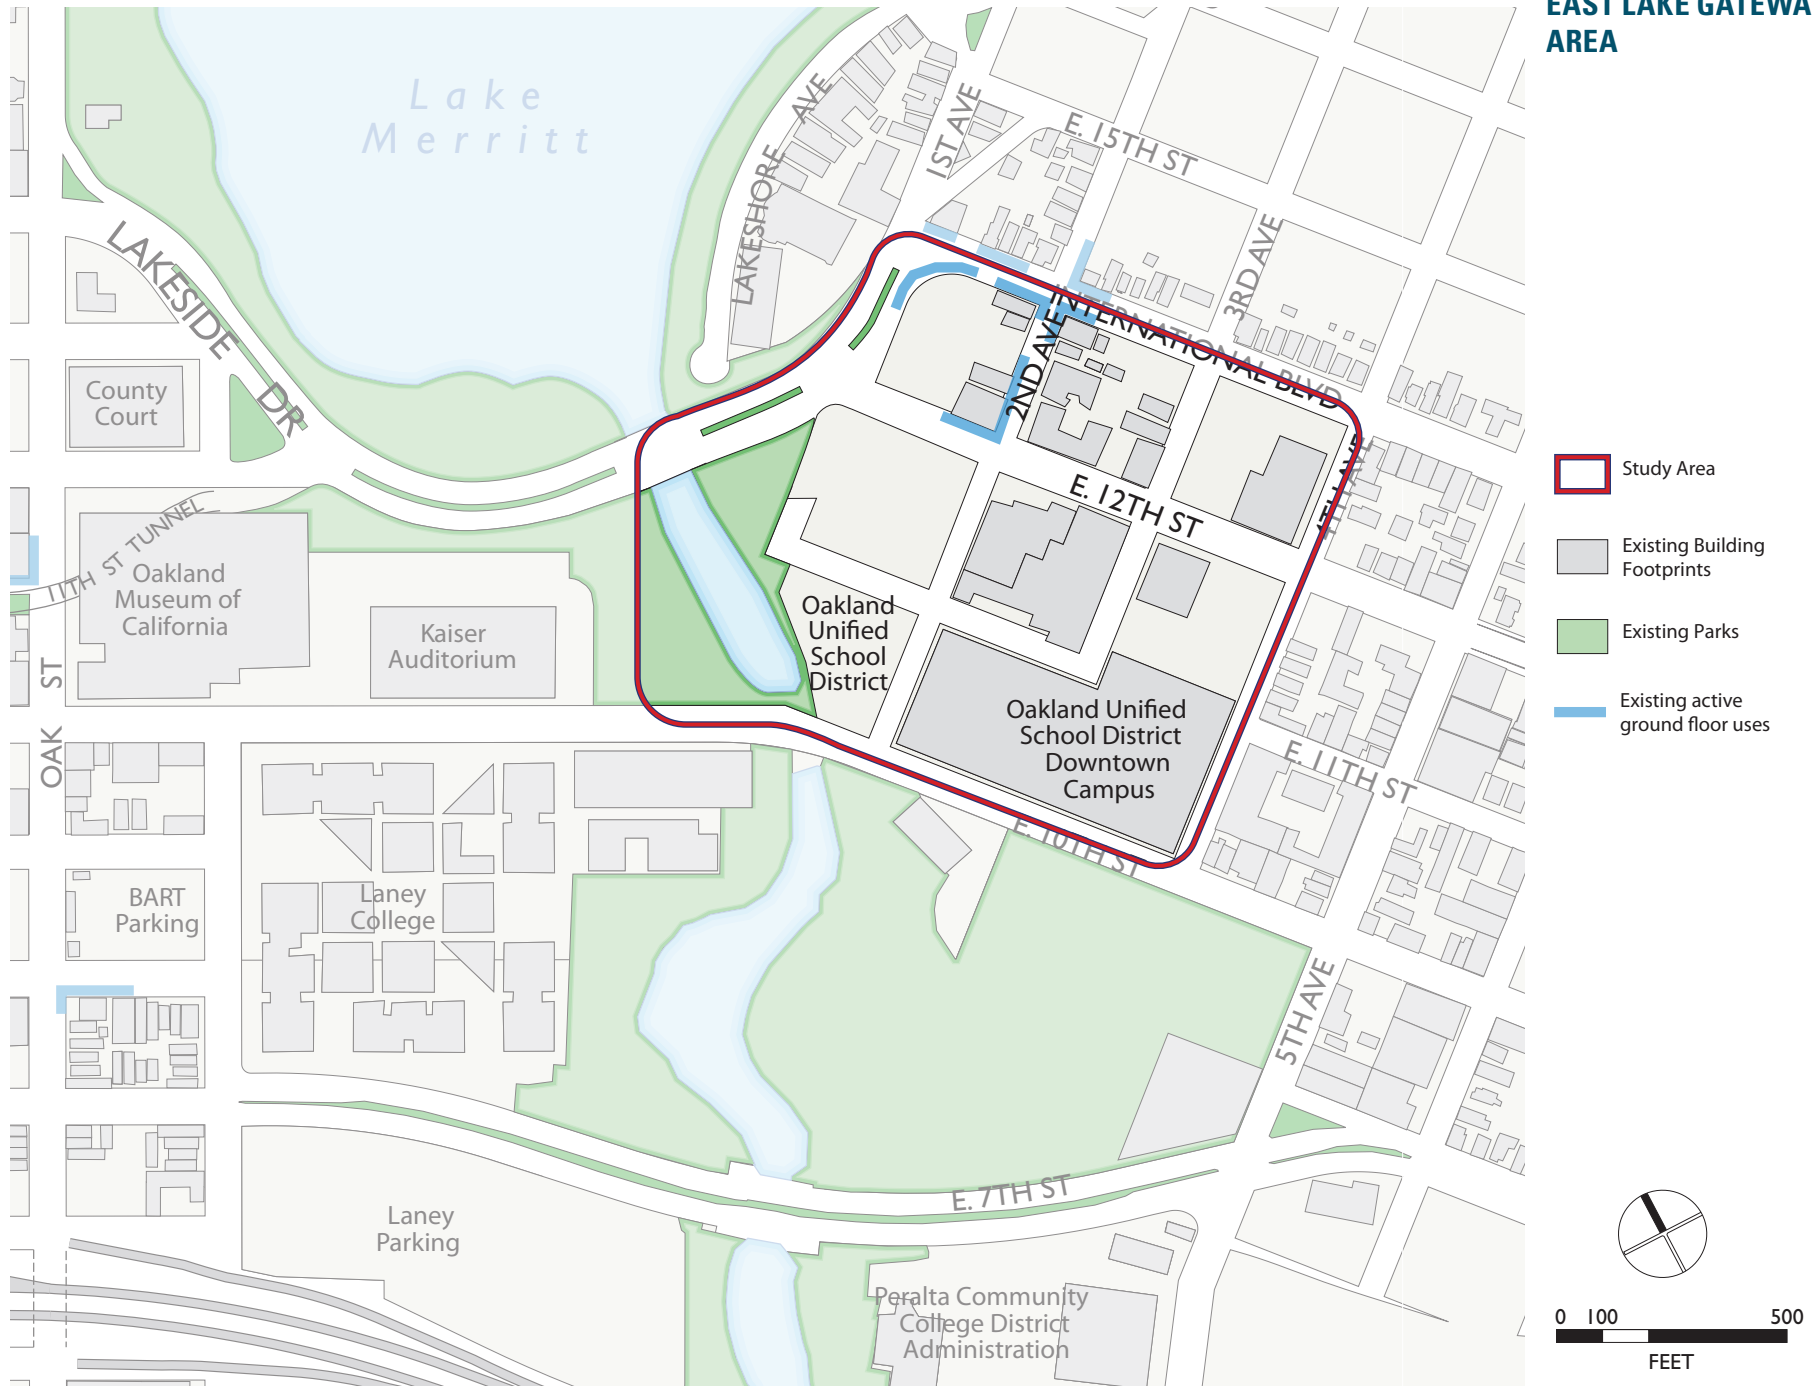 EAST LAKE GATEWA
AREA
Lake
Merritt
LAKESHORE AVE
1ST AVE
E. 15TH ST
3RD AVE
LAKESIDE DR
INTERNATIONAL BLVD
2ND AVE
County
Court
4TH AVE
E. 12TH ST
11TH ST TUNNEL
Oakland
Museum of
California
Kaiser
Auditorium
Oakland
Unified
School
District
Oakland Unified
School District
Downtown
Campus
OAK ST
E. 11TH ST
E. 10TH ST
BART
Parking
Laney
College
5TH AVE
E. 7TH ST
Laney
Parking
Peralta Community
College District
Administration
Study Area
Existing Building
Footprints
Existing Parks
Existing active
ground floor uses
0 100 500
FEET